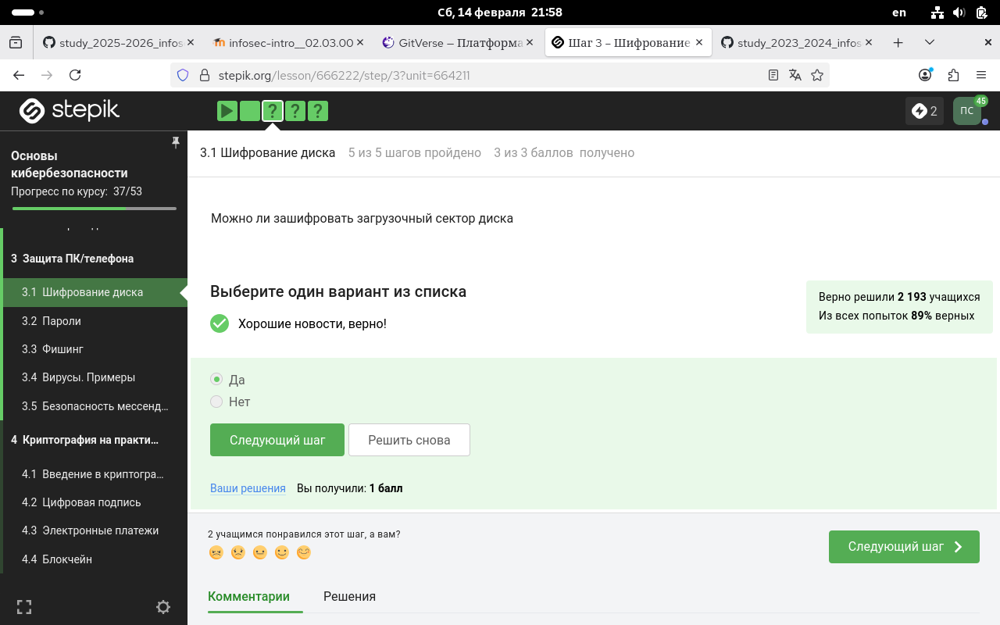 Сб, 14 февраля 21:58
en
study_2025-2026_infos
infosec-intro__02.03.00
GitVerse — Платформа
Шаг 3 – Шифрование
study_2023_2024_infos
stepik.org/lesson/666222/step/3?unit=664211
stepik
? ? ?
2
ПС
45
Основы
кибербезопасности
Прогресс по курсу: 37/53
3 Защита ПК/телефона
3.1 Шифрование диска
3.2 Пароли
3.3 Фишинг
3.4 Вирусы. Примеры
3.5 Безопасность мессенд…
4 Криптография на практи…
4.1 Введение в криптогра…
4.2 Цифровая подпись
4.3 Электронные платежи
4.4 Блокчейн
3.1 Шифрование диска 5 из 5 шагов пройдено 3 из 3 баллов получено
Можно ли зашифровать загрузочный сектор диска
Выберите один вариант из списка
Хорошие новости, верно!
Верно решили 2 193 учащихся
Из всех попыток 89% верных
Да
Нет
Следующий шаг
Решить снова
Ваши решения Вы получили: 1 балл
2 учащимся понравился этот шаг, а вам?
Следующий шаг
Комментарии
Решения